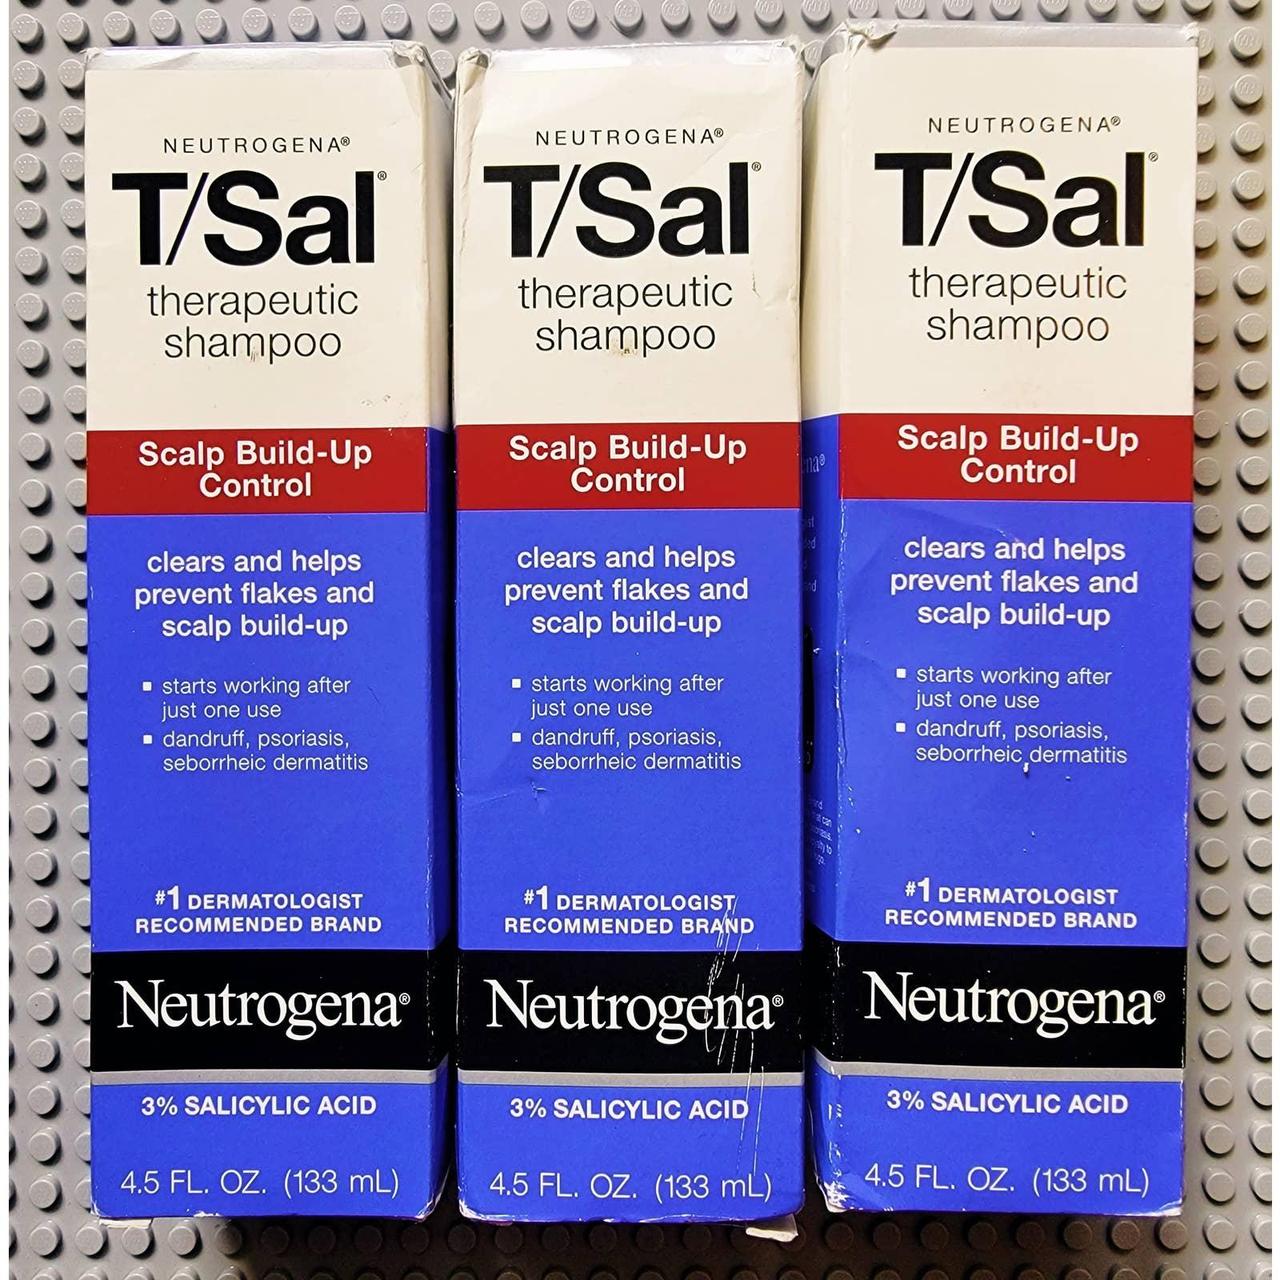 NEUTROGENA®
T/Sal®
therapeutic
shampoo
Scalp Build-Up
Control
clears and helps
prevent flakes and
scalp build-up
▪ starts working after
just one use
▪ dandruff, psoriasis,
seborrheic dermatitis
#1 DERMATOLOGIST
RECOMMENDED BRAND
Neutrogena®
3% SALICYLIC ACID
4.5 FL. OZ. (133 mL)
NEUTROGENA®
T/Sal®
therapeutic
shampoo
Scalp Build-Up
Control
clears and helps
prevent flakes and
scalp build-up
▪ starts working after
just one use
▪ dandruff, psoriasis,
seborrheic dermatitis
#1 DERMATOLOGIST
RECOMMENDED BRAND
Neutrogena®
3% SALICYLIC ACID
4.5 FL. OZ. (133 mL)
NEUTROGENA®
T/Sal®
therapeutic
shampoo
Scalp Build-Up
Control
clears and helps
prevent flakes and
scalp build-up
▪ starts working after
just one use
▪ dandruff, psoriasis,
seborrheic dermatitis
#1 DERMATOLOGIST
RECOMMENDED BRAND
Neutrogena®
3% SALICYLIC ACID
4.5 FL. OZ. (133 mL)